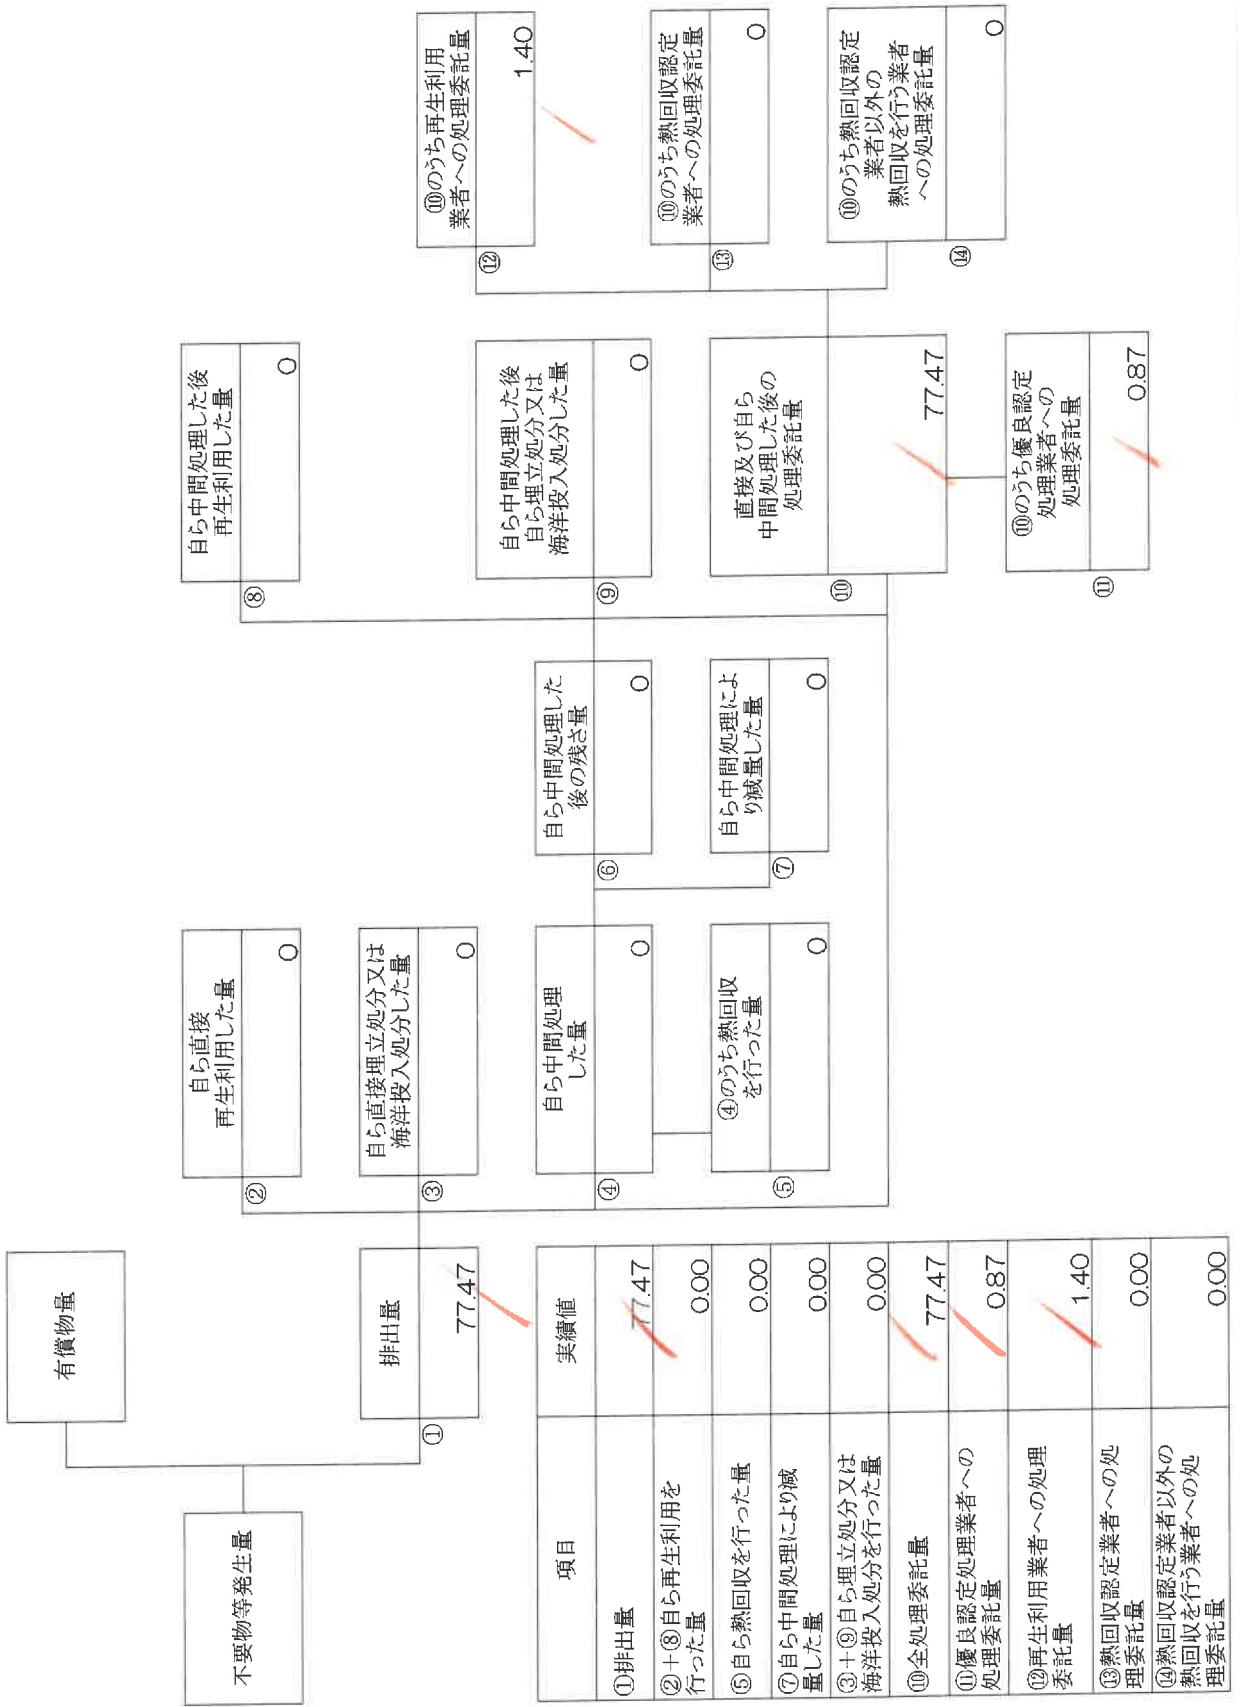 不要物等発生量
有償物量
①
排出量
77.47
②
自ら直接
再生利用した量
0
③
自ら直接埋立処分又は
海洋投入処分した量
0
④
自ら中間処理
した量
0
⑤
④のうち熱回収
を行った量
0
⑥
自ら中間処理した
後の残さ量
0
⑦
自ら中間処理によ
り減量した量
0
⑧
自ら中間処理した後
再生利用した量
0
⑨
自ら中間処理した後
自ら埋立処分又は
海洋投入処分した量
0
⑩
直接及び自ら
中間処理した後の
処理委託量
77.47
⑪
⑩のうち優良認定
処理業者への
処理委託量
0.87
⑫
⑩のうち再生利用
業者への処理委託量
1.40
⑬
⑩のうち熱回収認定
業者への処理委託量
0
⑭
⑩のうち熱回収認定
業者以外の
熱回収を行う業者
への処理委託量
0
項目 実績値
①排出量 77.47
②+⑧自ら再生利用を
行った量 0.00
⑤自ら熱回収を行った量 0.00
⑦自ら中間処理により減
量した量 0.00
③+⑨自ら埋立処分又は
海洋投入処分を行った量 0.00
⑩全処理委託量 77.47
⑪優良認定処理業者への
処理委託量 0.87
⑫再生利用業者への処理
委託量 1.40
⑬熱回収認定業者への処
理委託量 0.00
⑭熱回収認定業者以外の
熱回収を行う業者への処
理委託量 0.00